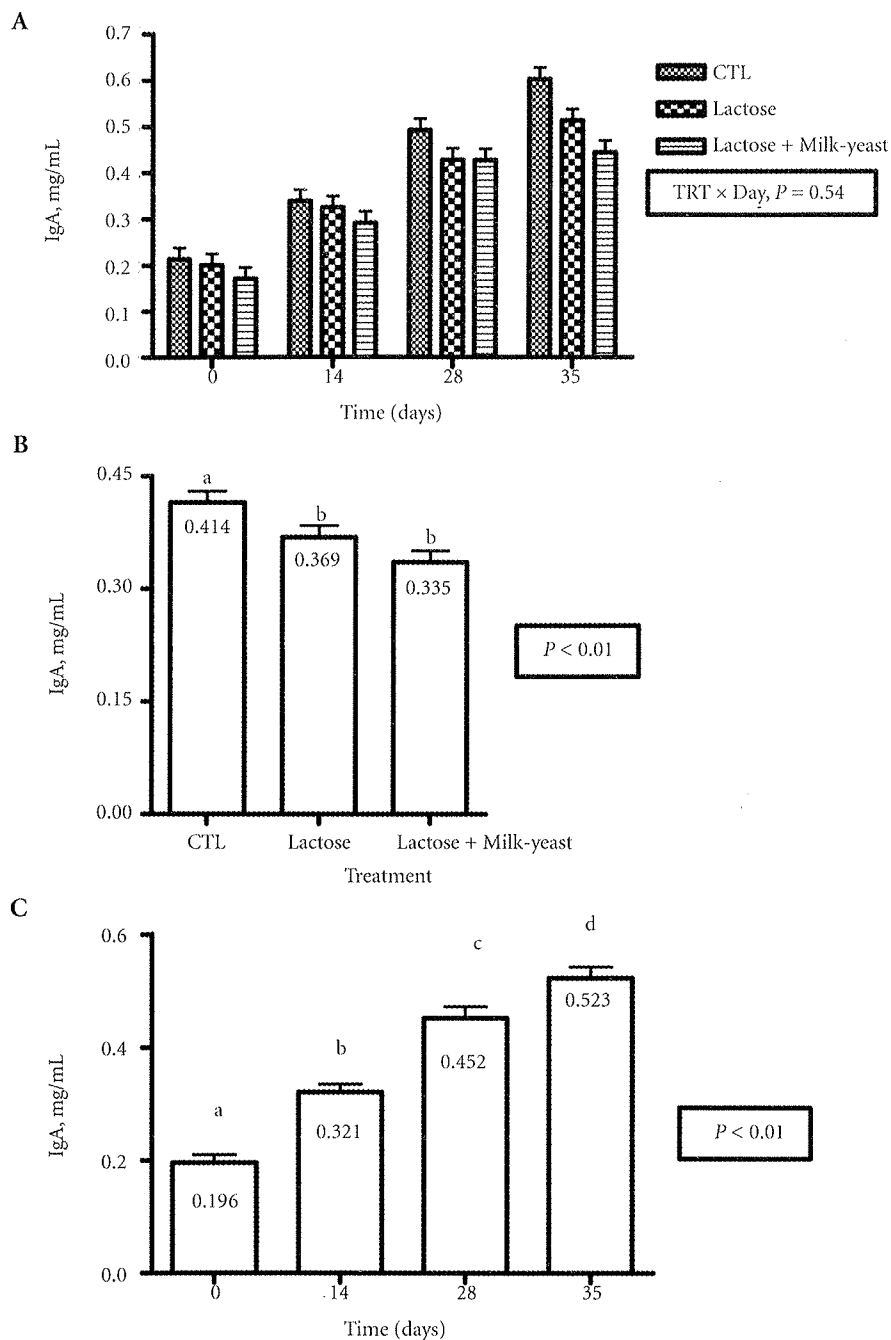 A
0.7
0.6
0.5
0.4
0.3
0.2
0.1
0.0
IgA, mg/mL
0 14 28 35
Time (days)
CTL
Lactose
Lactose + Milk-yeast
TRT × Day, P = 0.54
B
0.45
0.30
0.15
0.00
IgA, mg/mL
a
0.414
b
0.369
b
0.335
CTL Lactose Lactose + Milk-yeast
Treatment
P < 0.01
C
0.6
0.4
0.2
0.0
IgA, mg/mL
a
0.196
b
0.321
c
0.452
d
0.523
0 14 28 35
Time (days)
P < 0.01